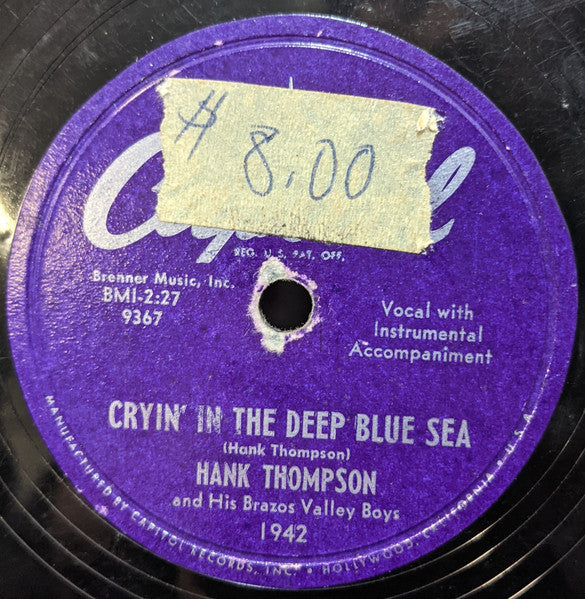 $ 8.00
REG. U.S. PAT. OFF.
Brenner Music, Inc.
BMI-2:27
9367
Vocal with
Instrumental
Accompaniment
CRYIN' IN THE DEEP BLUE SEA
(Hank Thompson)
HANK THOMPSON
and His Brazos Valley Boys
1942
MANUFACTURED BY CAPITOL RECORDS, INC. • HOLLYWOOD, CALIFORNIA • U.S.A.